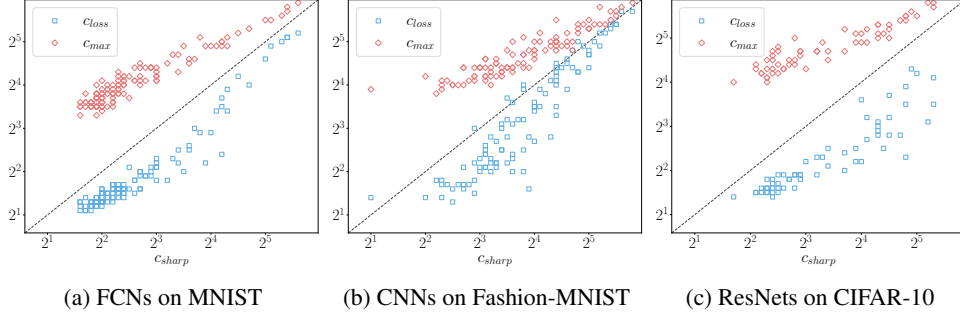 c_loss
c_max
2^5
2^4
2^3
2^2
2^1
2^1 2^2 2^3 2^4 2^5
c_sharp
(a) FCNs on MNIST
c_loss
c_max
2^5
2^4
2^3
2^2
2^1
2^1 2^2 2^3 2^4 2^5
c_sharp
(b) CNNs on Fashion-MNIST
c_loss
c_max
2^5
2^4
2^3
2^2
2^1
2^1 2^2 2^3 2^4 2^5
c_sharp
(c) ResNets on CIFAR-10